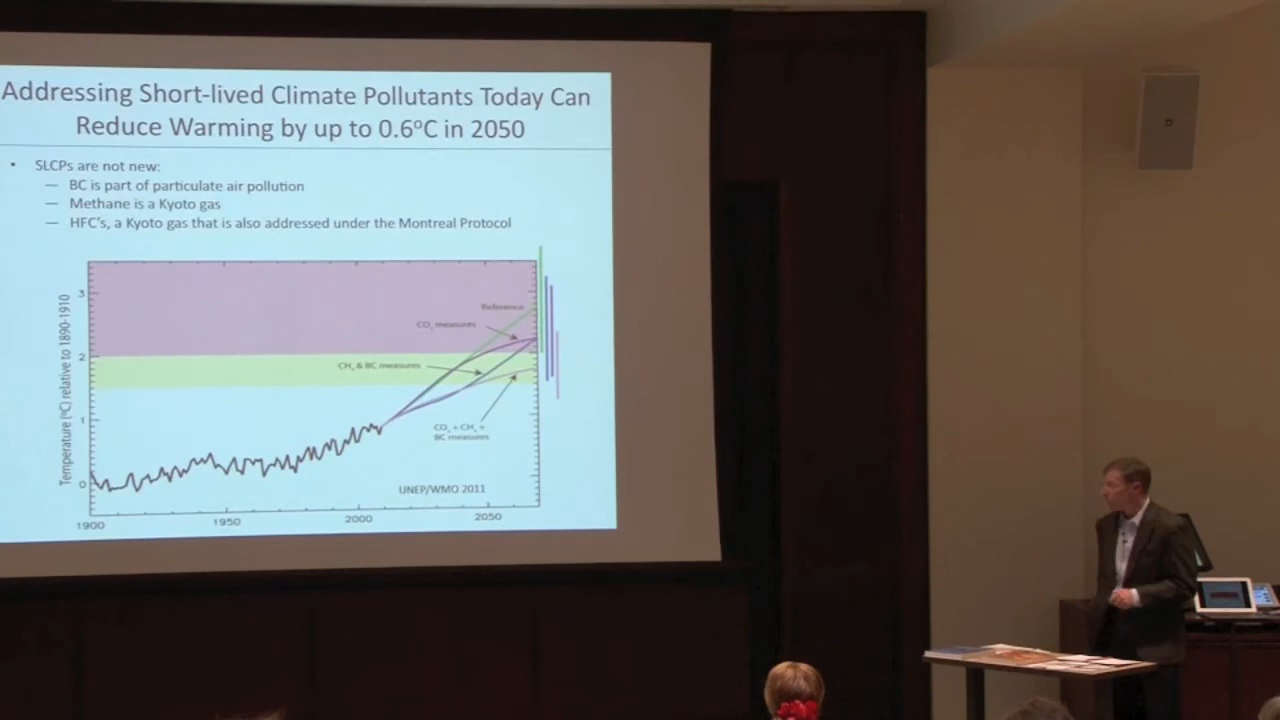 Addressing Short-lived Climate Pollutants Today Can
Reduce Warming by up to 0.6°C in 2050
• SLCPs are not new:
— BC is part of particulate air pollution
— Methane is a Kyoto gas
— HFC's, a Kyoto gas that is also addressed under the Montreal Protocol
Temperature (°C) relative to 1890-1910
3
Reference
CO₂ measures
2
CH₄ & BC measures
1
CO₂ + CH₄ +
BC measures
0
UNEP/WMO 2011
1900
1950
2000
2050